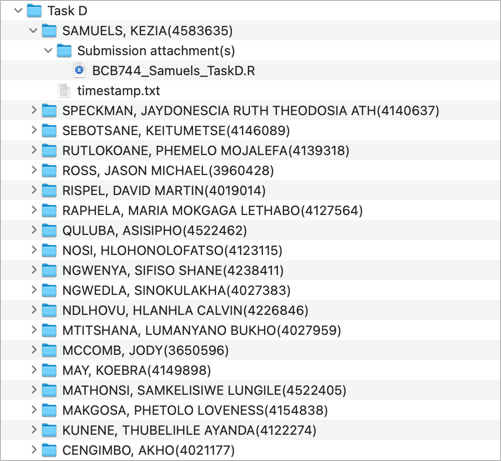 Task D
SAMUELS, KEZIA(4583635)
Submission attachment(s)
BCB744_Samuels_TaskD.R
timestamp.txt
SPECKMAN, JAYDONESCIA RUTH THEODOSIA ATH(4140637)
SEBOTSANE, KEITUMETSE(4146089)
RUTLOKOANE, PHEMELO MOJALEFA(4139318)
ROSS, JASON MICHAEL(3960428)
RISPEL, DAVID MARTIN(4019014)
RAPHELA, MARIA MOKGAGA LETHABO(4127564)
QULUBA, ASISIPHO(4522462)
NOSI, HLOHONOLOFATSO(4123115)
NGWENYA, SIFISO SHANE(4238411)
NGWEDLA, SINOKULAKHA(4027383)
NDLHOVU, HLANHLA CALVIN(4226846)
MTITSHANA, LUMANYANO BUKHO(4027959)
MCCOMB, JODY(3650596)
MAY, KOEBRA(4149898)
MATHONSI, SAMKELISIWE LUNGILE(4522405)
MAKGOSA, PHETOLO LOVENESS(4154838)
KUNENE, THUBELIHLE AYANDA(4122274)
CENGIMBO, AKHO(4021177)